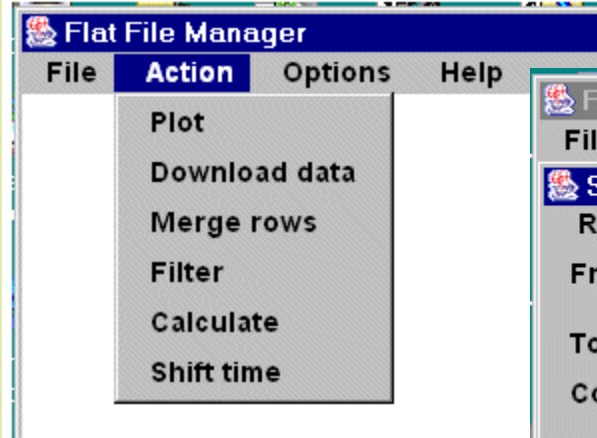 Flat File Manager
File Action Options Help
Plot
Download data
Merge rows
Filter
Calculate
Shift time